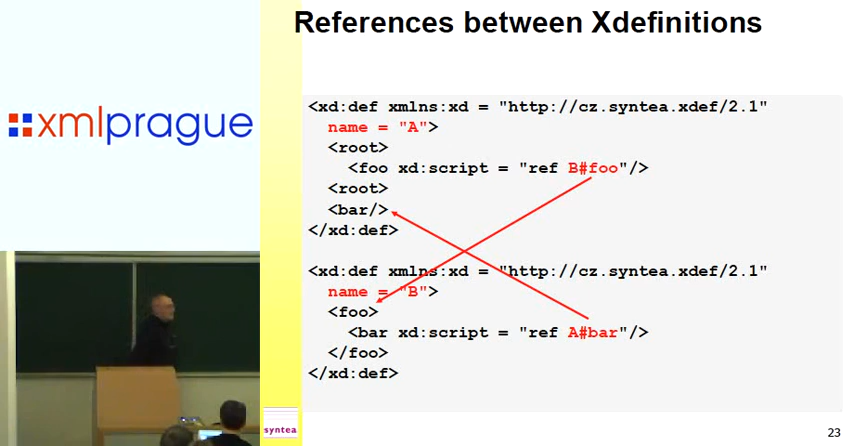 References between Xdefinitions
xmlprague
<xd:def xmlns:xd = "http://cz.syntea.xdef/2.1"
name = "A">
<root>
<foo xd:script = "ref B#foo"/>
<root>
<bar/>
</xd:def>
<xd:def xmlns:xd = "http://cz.syntea.xdef/2.1"
name = "B">
<foo>
<bar xd:script = "ref A#bar"/>
</foo>
</xd:def>
syntea
23